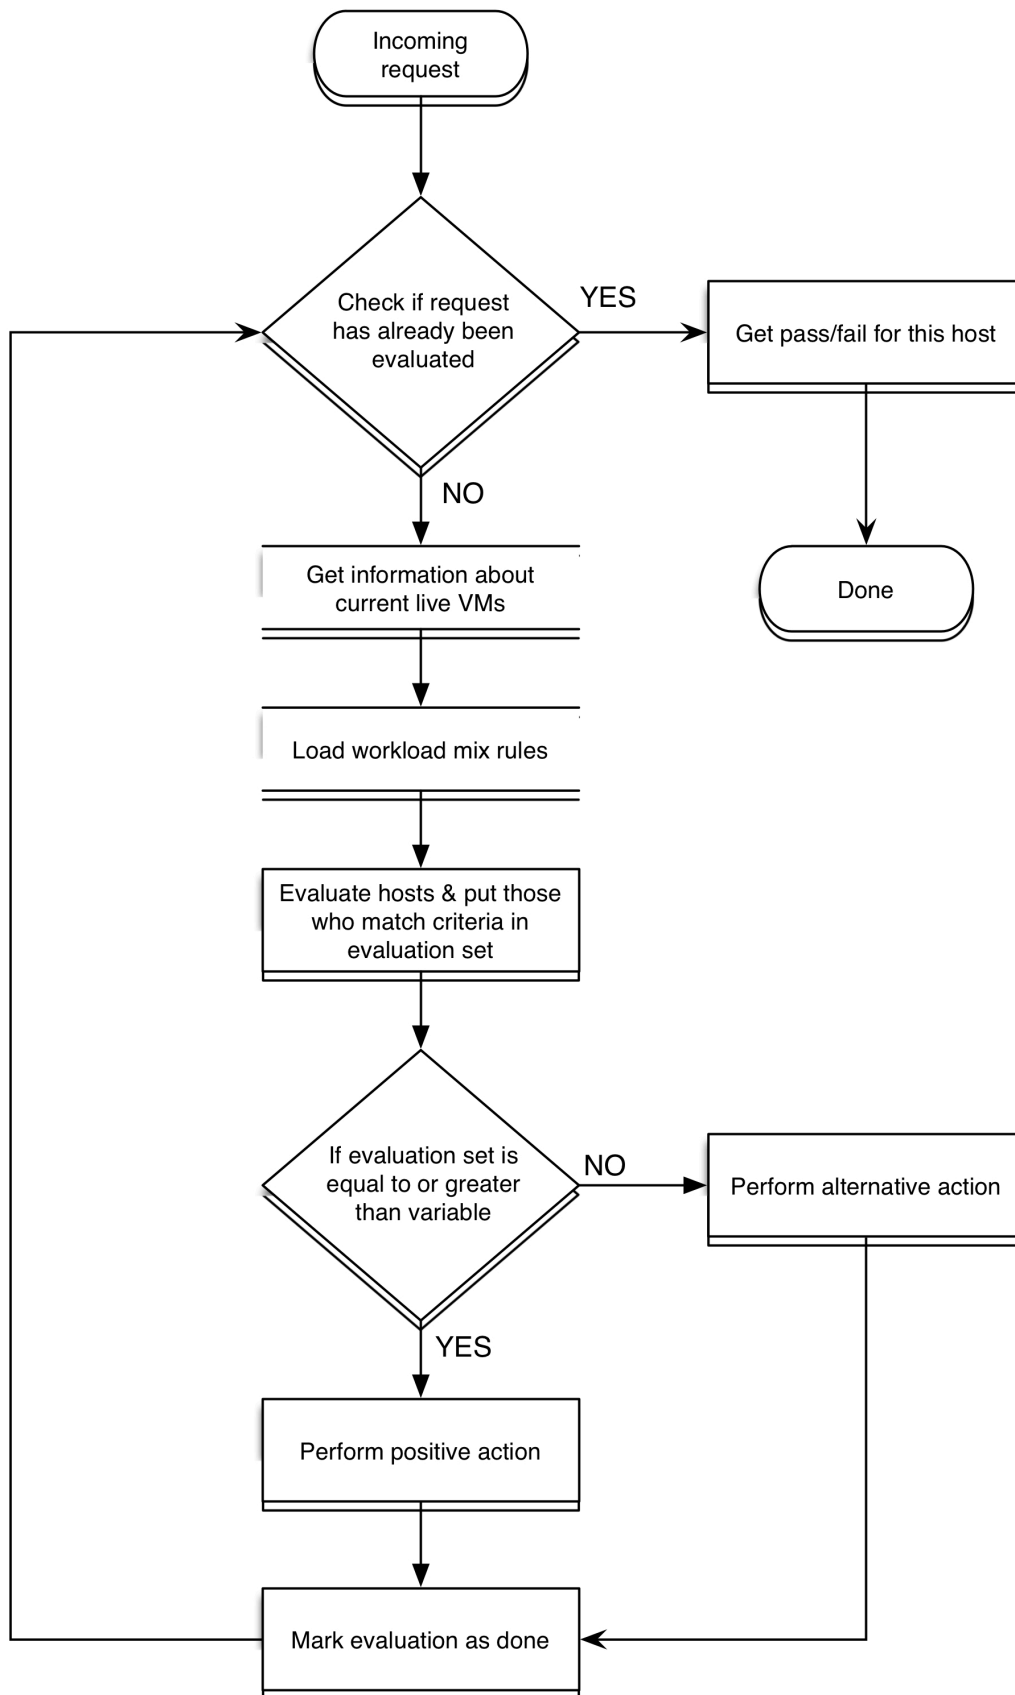 Incoming
request
Check if request
has already been
evaluated
YES
Get pass/fail for this host
NO
Get information about
current live VMs
Done
Load workload mix rules
Evaluate hosts & put those
who match criteria in
evaluation set
If evaluation set is
equal to or greater
than variable
NO
Perform alternative action
YES
Perform positive action
Mark evaluation as done